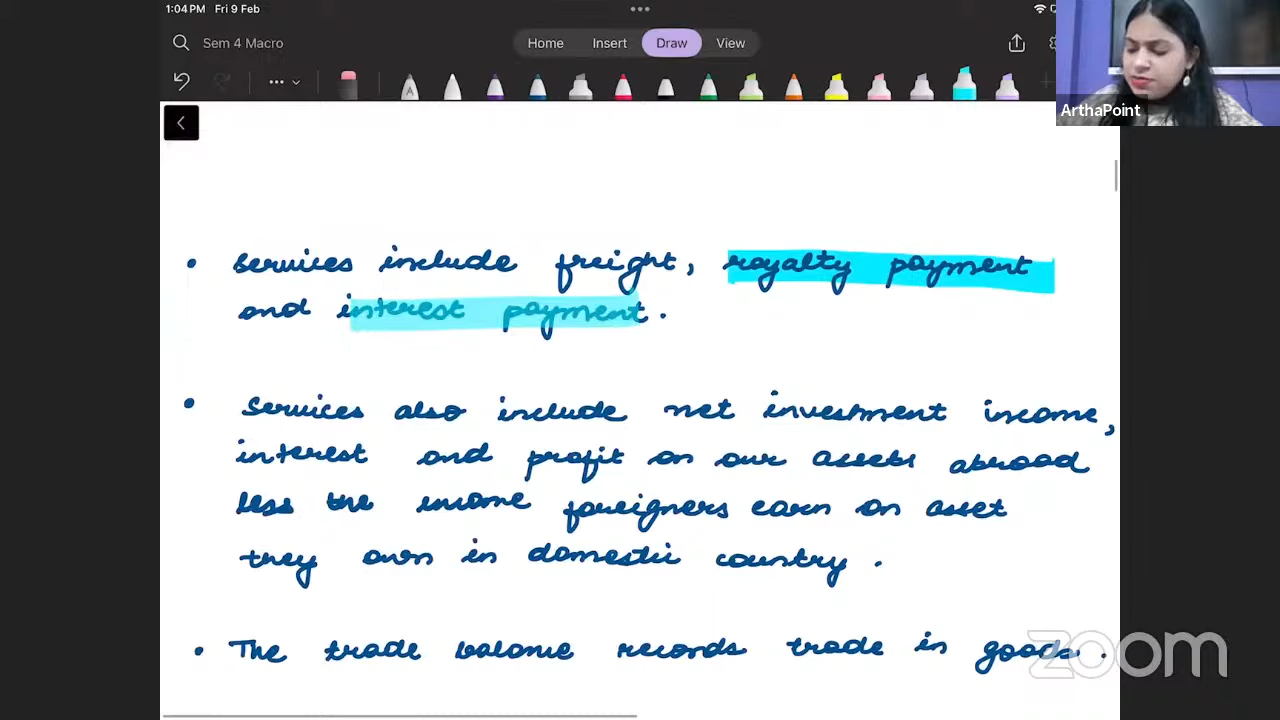 1:04 PM Fri 9 Feb
Sem 4 Macro
Home Insert Draw View
ArthaPoint
• services include freight, royalty payment
and interest payment.
• Services also include net investment income,
interest and profit on our assets abroad
less the income foreigners earn on asset
they own in domestic country.
• The trade balance records trade in goods.
zoom